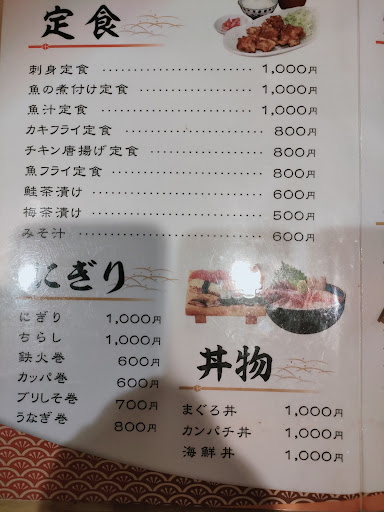 定食
刺身定食 ………………… 1,000円
魚の煮付け定食 ………… 1,000円
魚汁定食 ………………… 1,000円
カキフライ定食 ………… 800円
チキン唐揚げ定食 ……… 800円
魚フライ定食 …………… 800円
鮭茶漬け ………………… 600円
梅茶漬け ………………… 500円
みそ汁 …………………… 600円
にぎり
にぎり 1,000円
ちらし 1,000円
鉄火巻 600円
カッパ巻 600円
ブリしそ巻 700円
うなぎ巻 800円
丼物
まぐろ丼 1,000円
カンパチ丼 1,000円
海鮮丼 1,000円